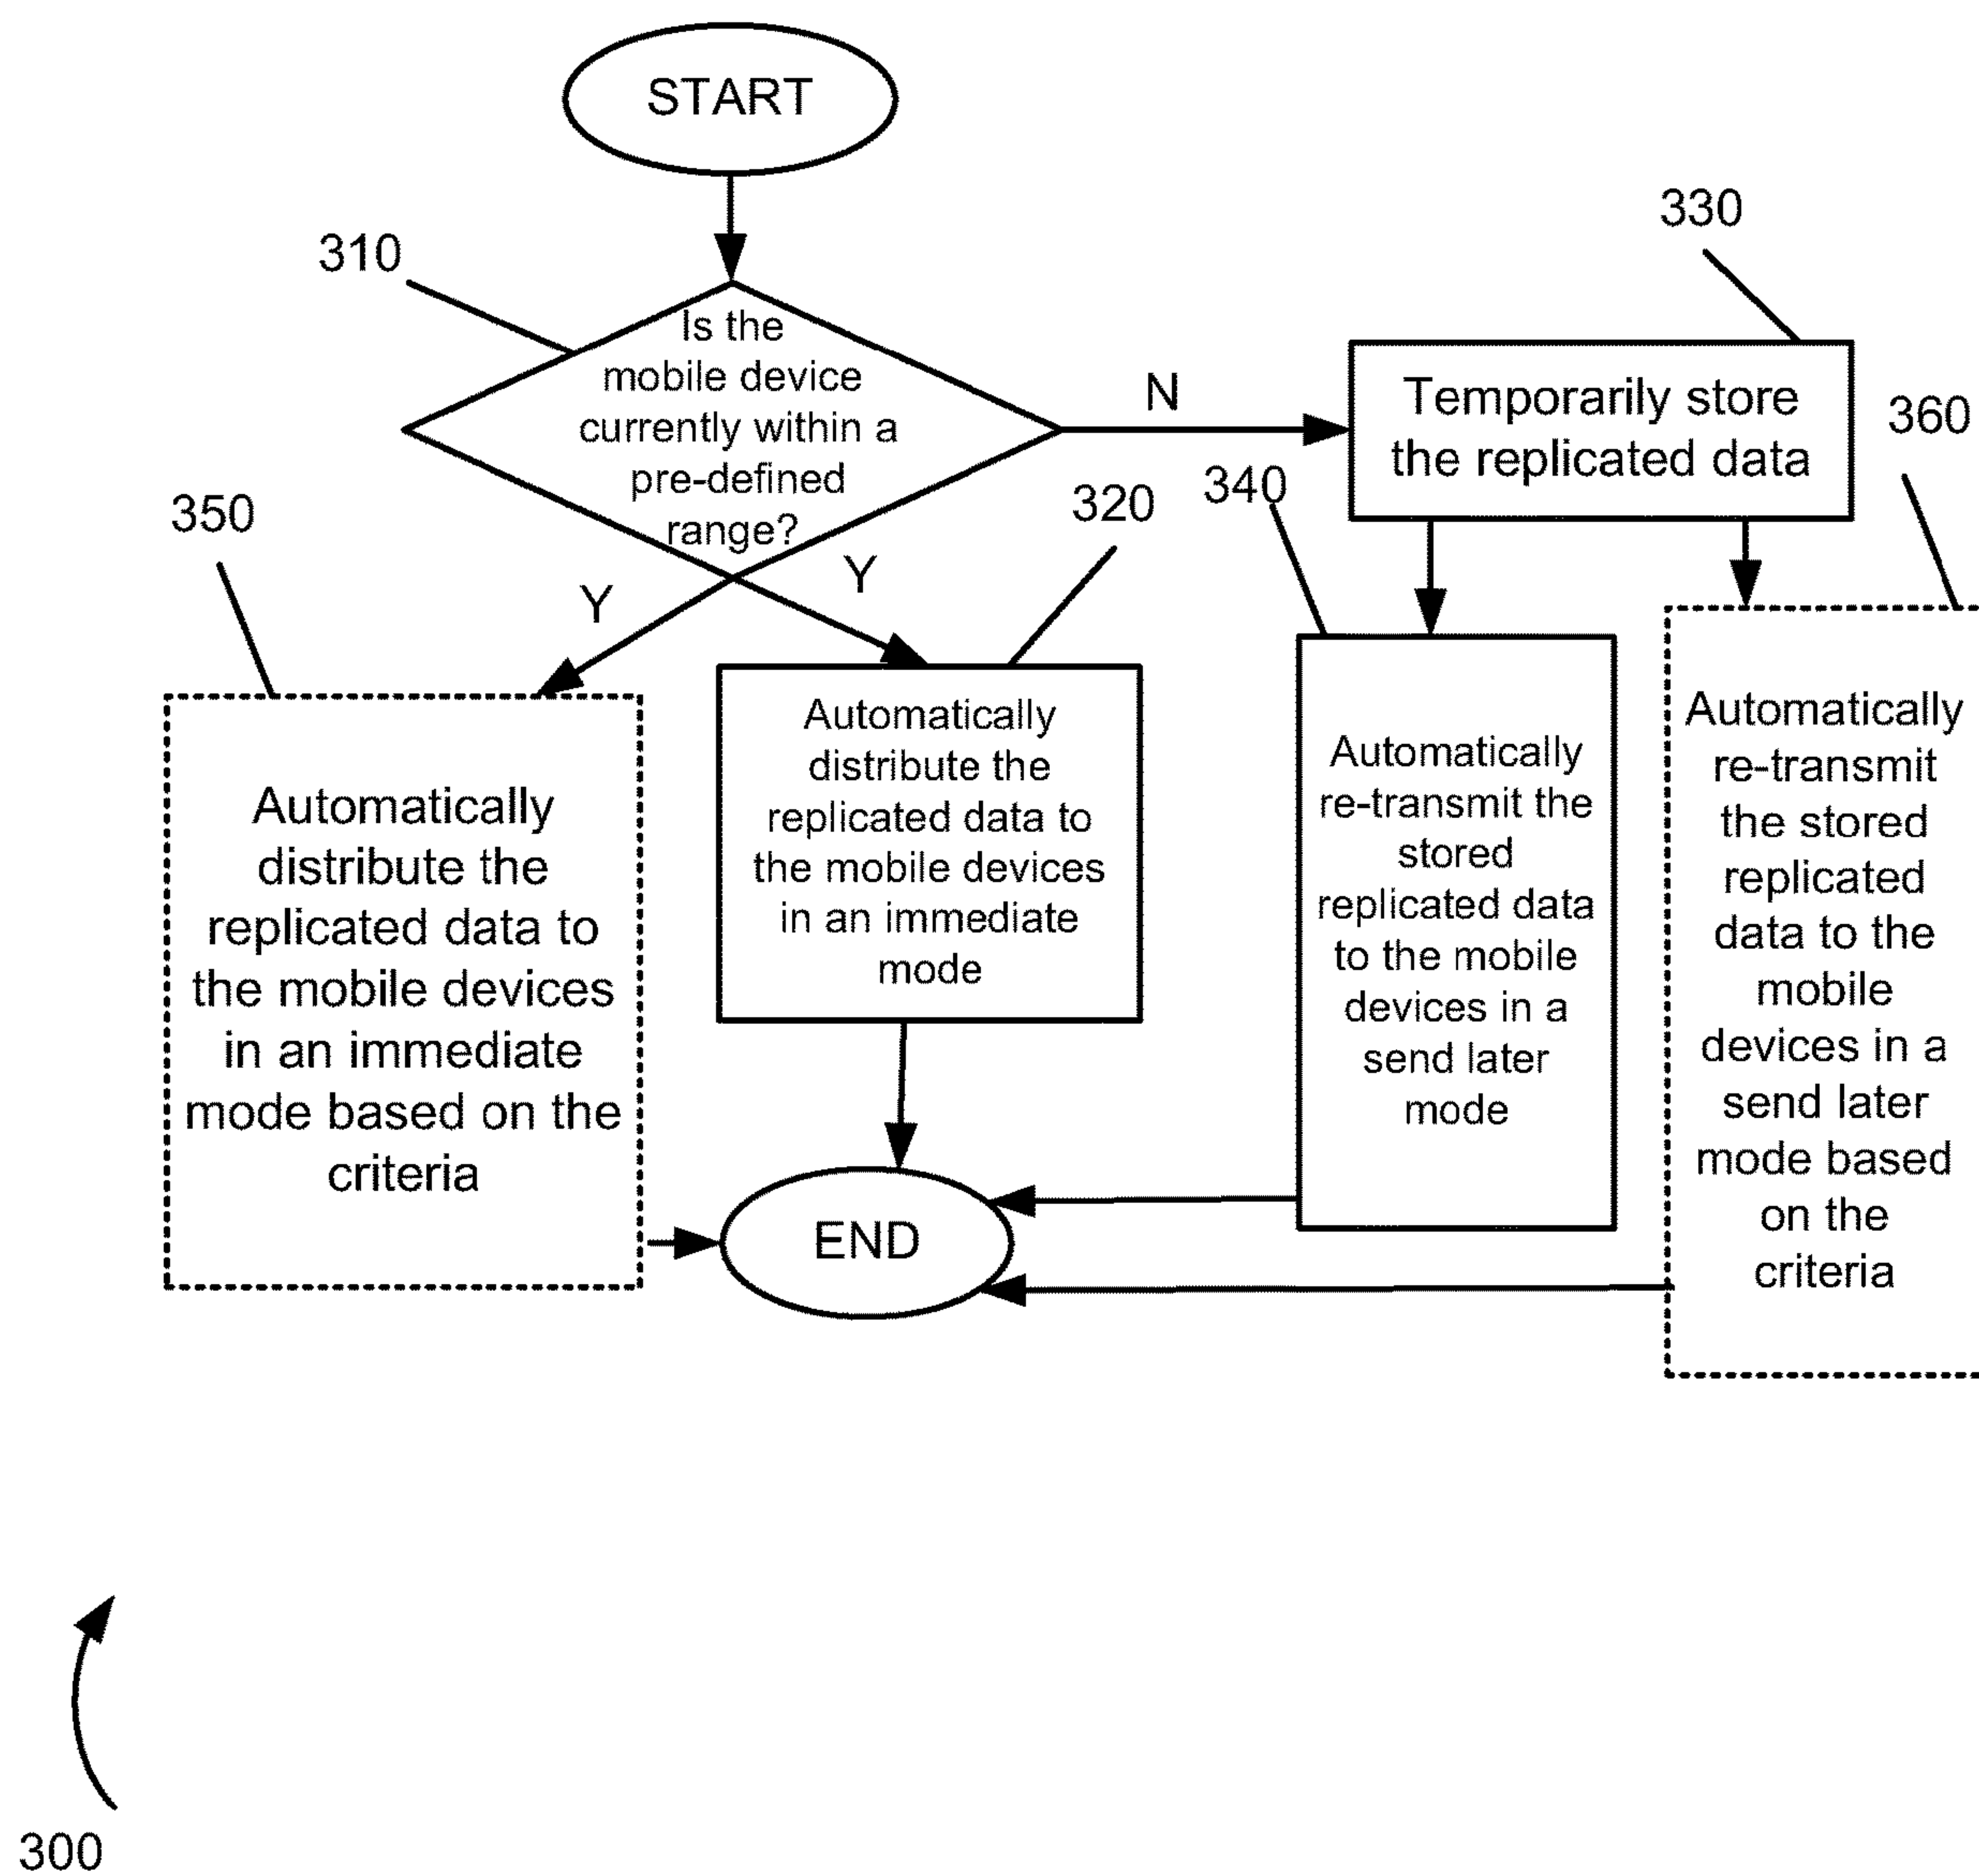 START
310
Is the
mobile device
currently within a
pre-defined
range?
N
330
Temporarily store
the replicated data
360
340
320
350
Y
Y
Automatically
distribute the
replicated data to
the mobile devices
in an immediate
mode based on the
criteria
Automatically
distribute the
replicated data to
the mobile devices
in an immediate
mode
Automatically
re-transmit the
stored
replicated data
to the mobile
devices in a
send later
mode
Automatically
re-transmit
the stored
replicated
data to the
mobile
devices in a
send later
mode based
on the
criteria
END
300